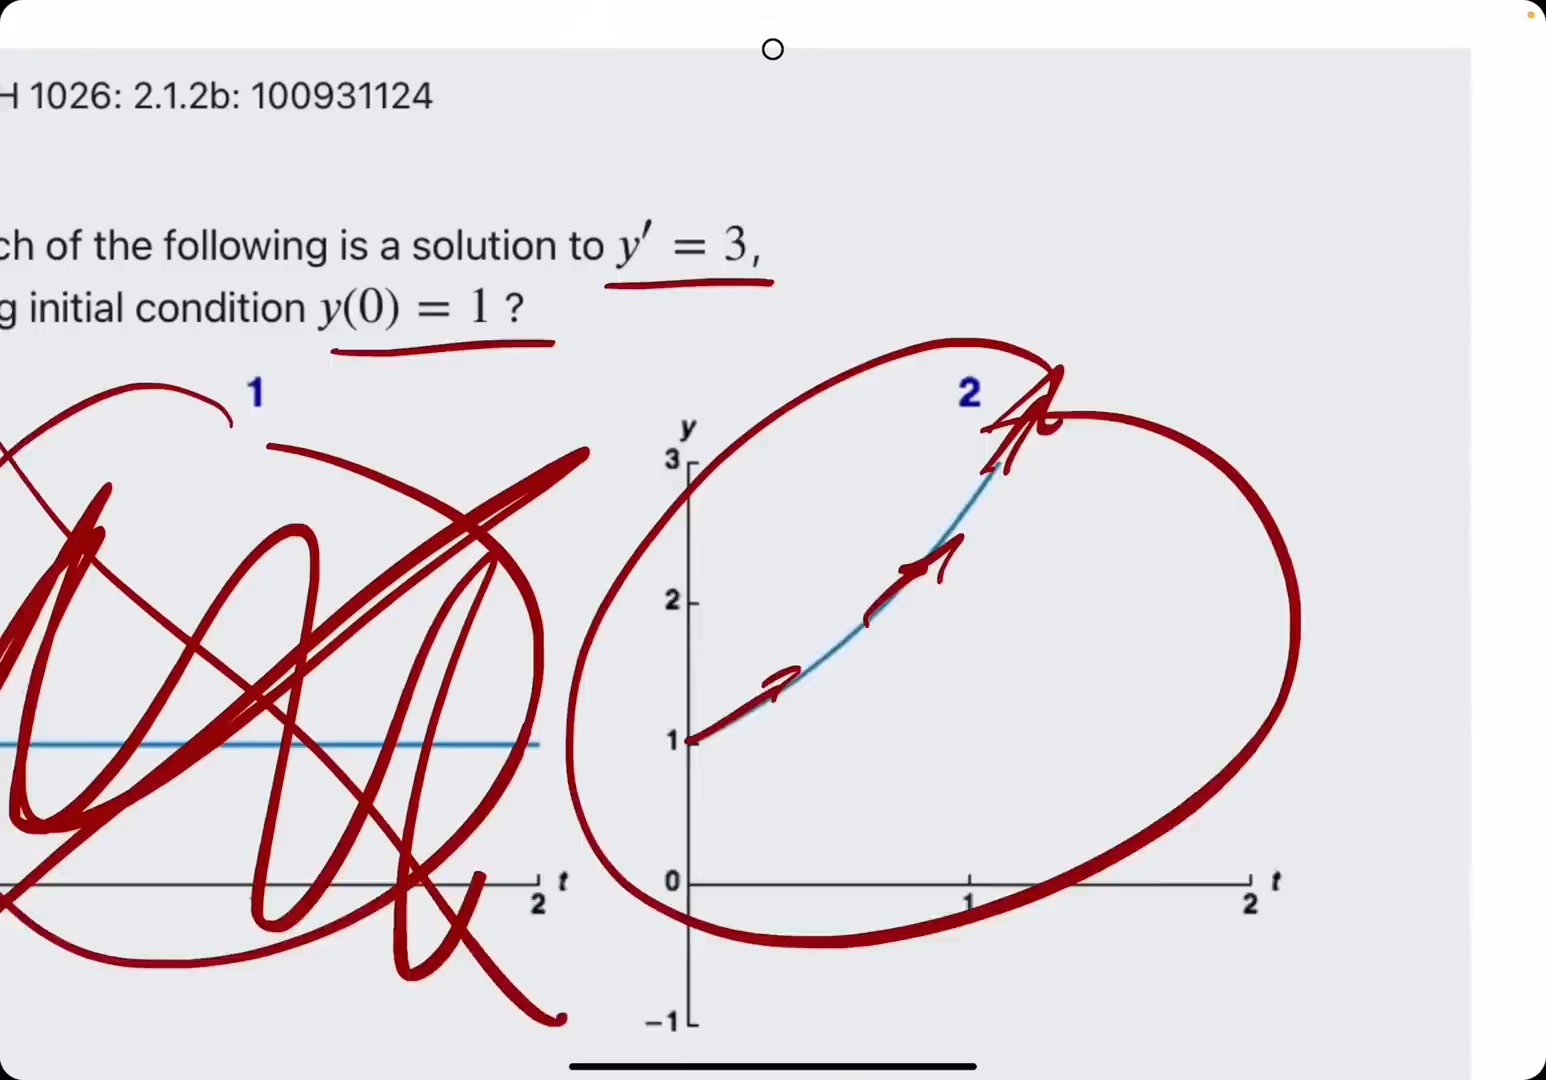 H 1026: 2.1.2b: 100931124
ch of the following is a solution to y′ = 3,
g initial condition y(0) = 1 ?
1
2
y
3
2
1
0
−1
t
2
1
2
t